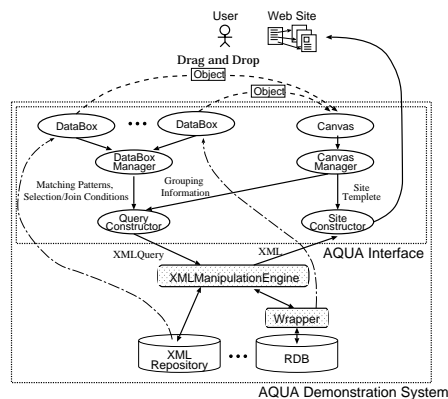 User
Web Site
Drag and Drop
Object
Object
DataBox
DataBox
Canvas
DataBox
Manager
Canvas
Manager
Matching Patterns,
Selection/Join Conditions
Grouping
Information
Site
Templete
Query
Constructor
Site
Constructor
AQUA Interface
XMLQuery
XML
XMLManipulationEngine
Wrapper
XML
Repository
RDB
AQUA Demonstration System